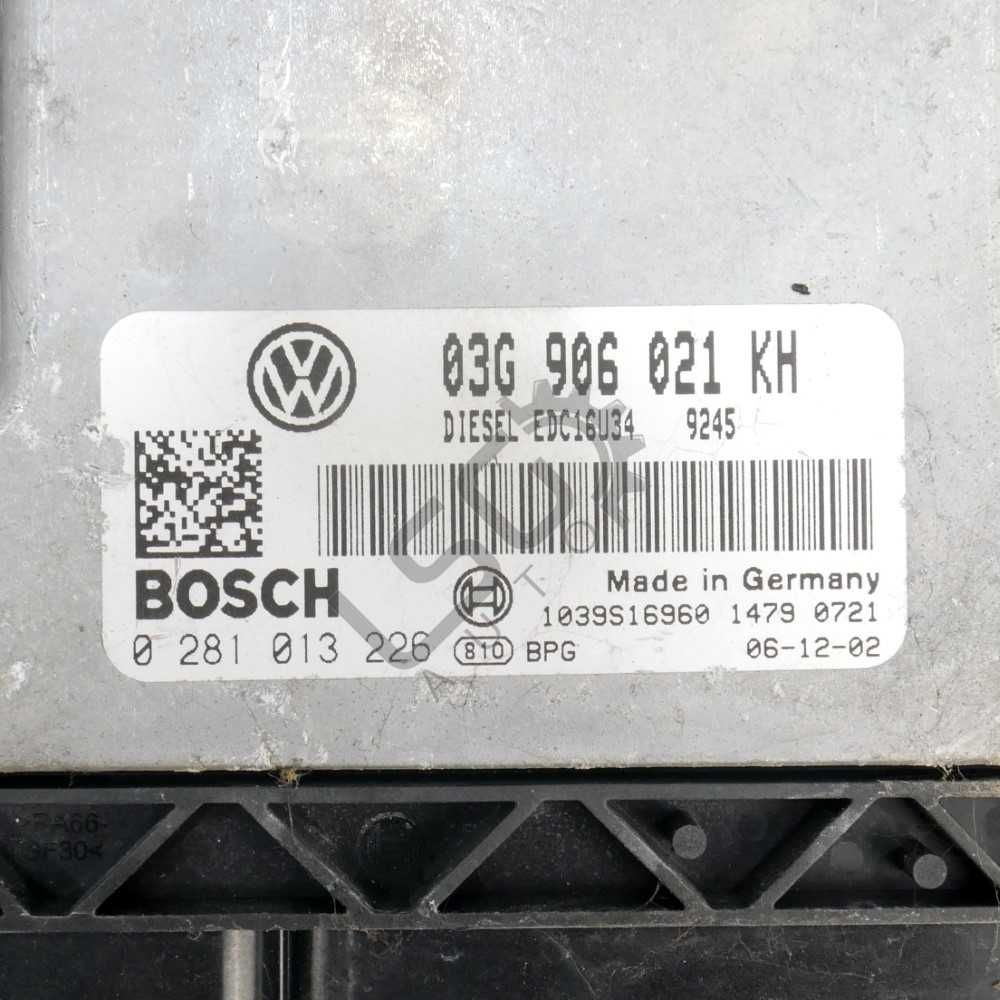 03G 906 021 KH
DIESEL EDC16U34 9245
BOSCH
Made in Germany
1039S16960 1479 0721
0 281 013 226 810 BPG 06-12-02
AUTO